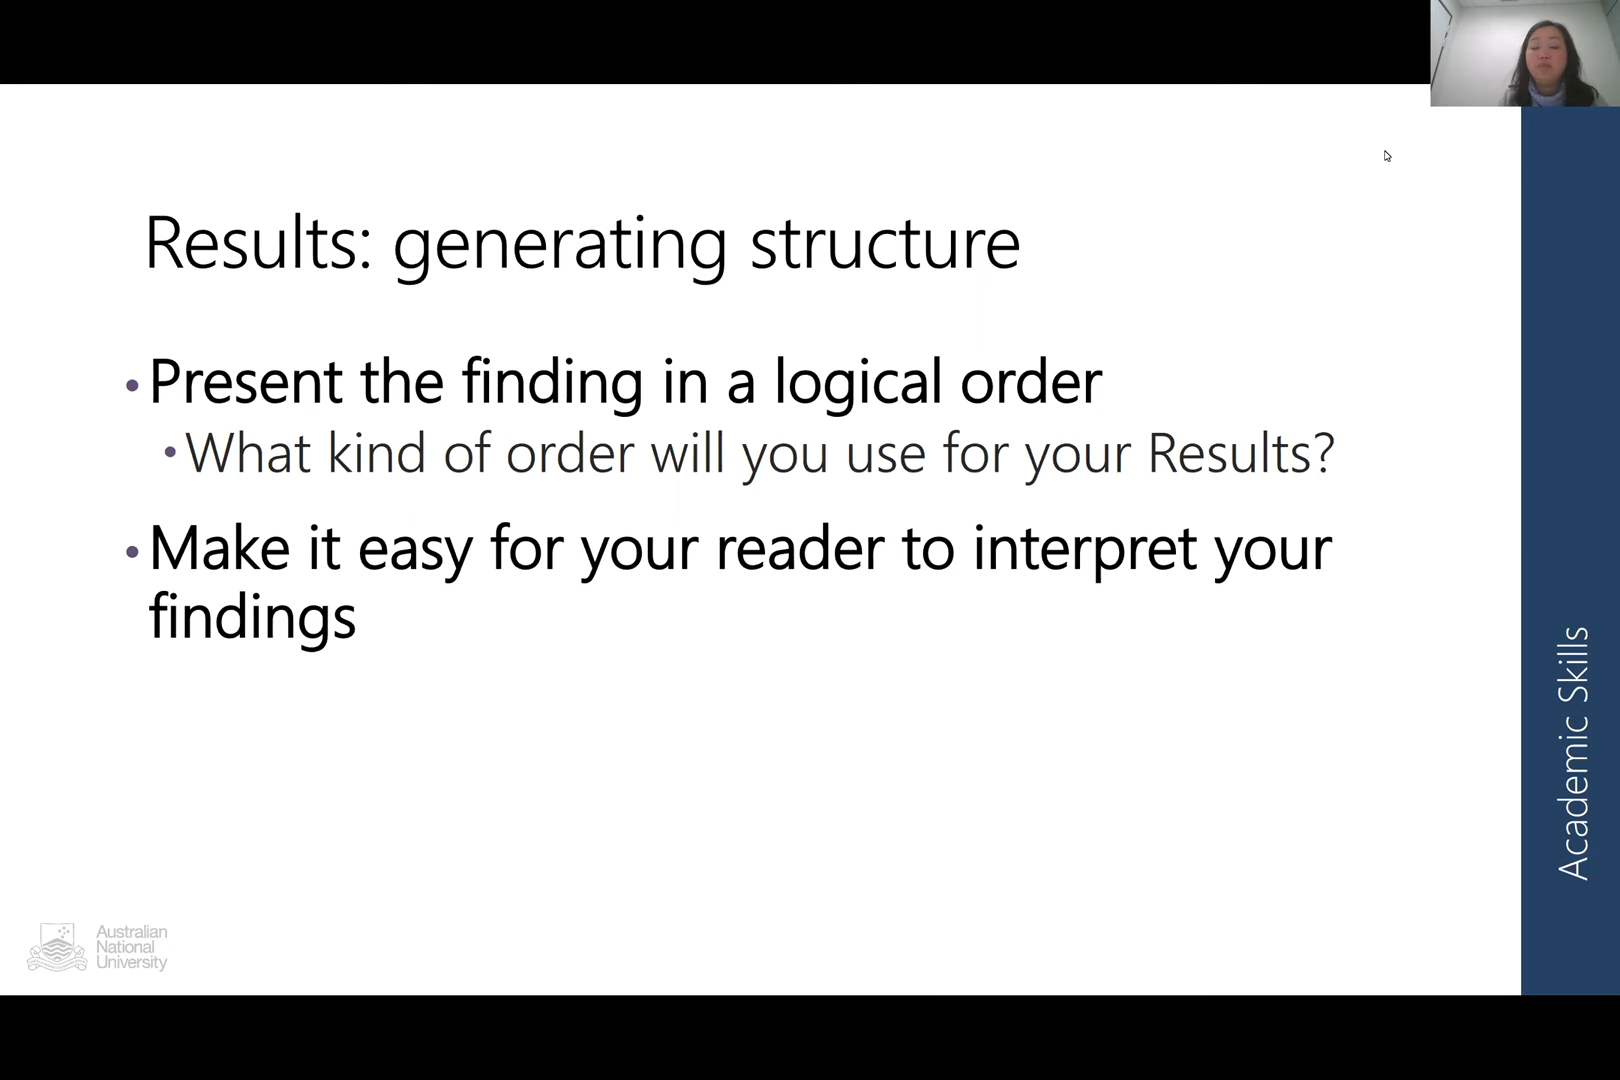 Results: generating structure
• Present the finding in a logical order
• What kind of order will you use for your Results?
• Make it easy for your reader to interpret your
findings
Academic Skills
Australian
National
University